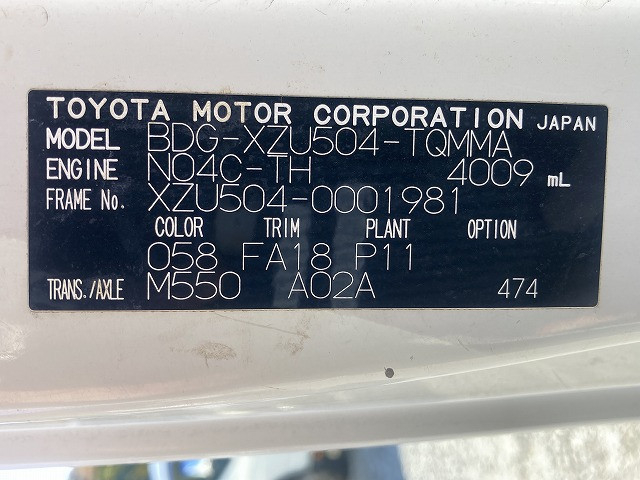 TOYOTA MOTOR CORPORATION JAPAN
MODEL BDG-XZU504-TQMMA
ENGINE N04C-TH 4009 mL
FRAME No. XZU504-0001981
COLOR TRIM PLANT OPTION
058 FA18 P11
TRANS./AXLE M550 A02A 474